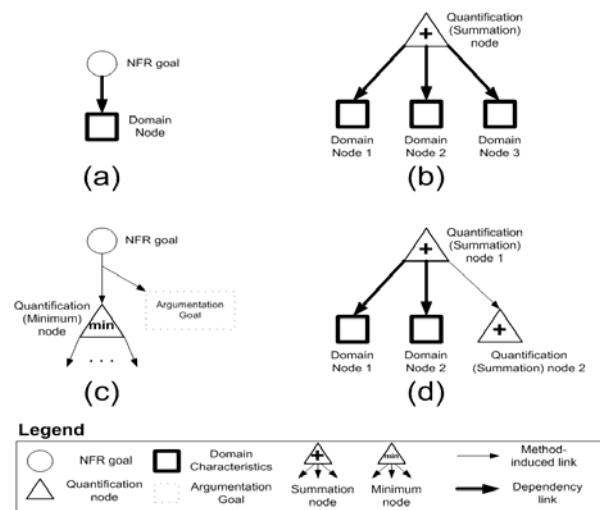 NFR goal
Domain
Node
(a)
Quantification
(Summation)
node
+
Domain
Node 1
Domain
Node 2
Domain
Node 3
(b)
NFR goal
Quantification
(Minimum)
node
min
Argumentation
Goal
. . .
(c)
Quantification
(Summation)
node 1
+
Domain
Node 1
Domain
Node 2
+
Quantification
(Summation) node 2
(d)
Legend
NFR goal
Quantification
node
Domain
Characteristics
Argumentation
Goal
+
Summation
node
min
Minimum
node
Method-
induced link
Dependency
link